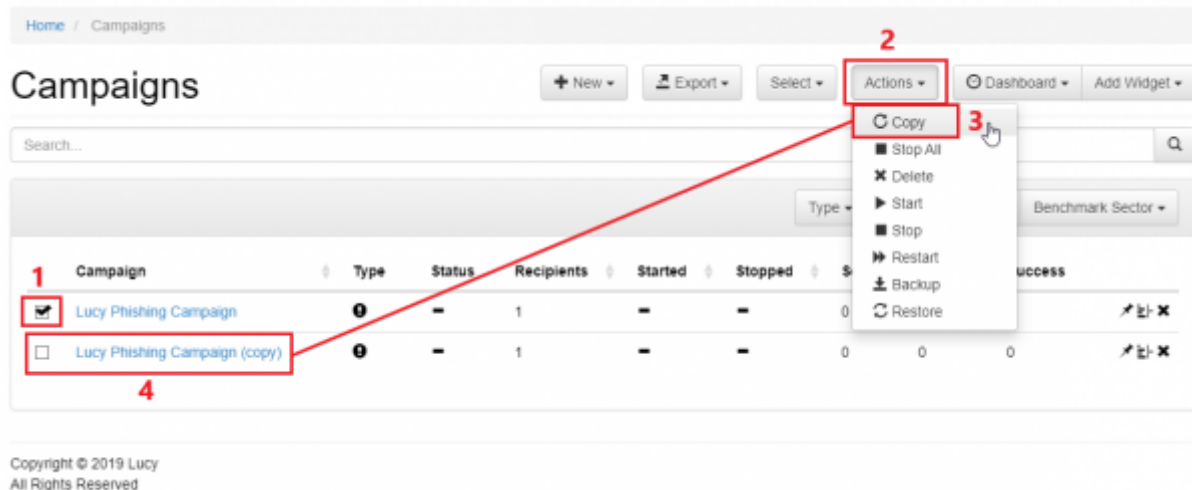 Home / Campaigns
2
Campaigns
New
Export
Select
Actions
Dashboard
Add Widget
Copy
3
Search...
Stop All
Delete
Type
Start
Benchmark Sector
Stop
Restart
1
Campaign Type Status Recipients Started Stopped
Backup
Lucy Phishing Campaign 1 0
Restore
Lucy Phishing Campaign (copy) 1 0 0 0
4
Copyright © 2019 Lucy
All Rights Reserved